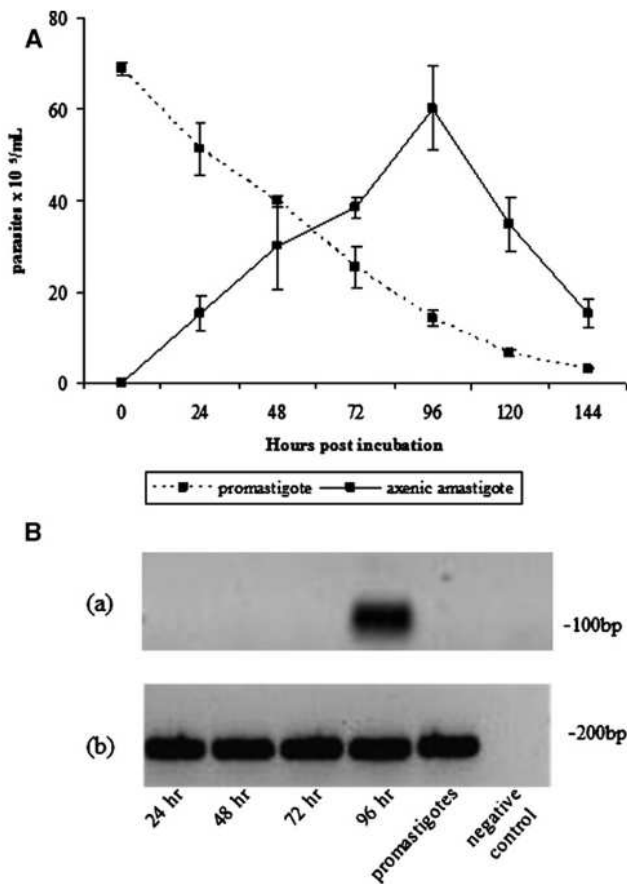 A
80
60
40
20
0
parasites x 10 ⁵/mL
0 24 48 72 96 120 144
Hours post incubation
promastigote axenic amastigote
B
(a)
-100bp
(b)
-200bp
24 hr 48 hr 72 hr 96 hr promastigotes negative control